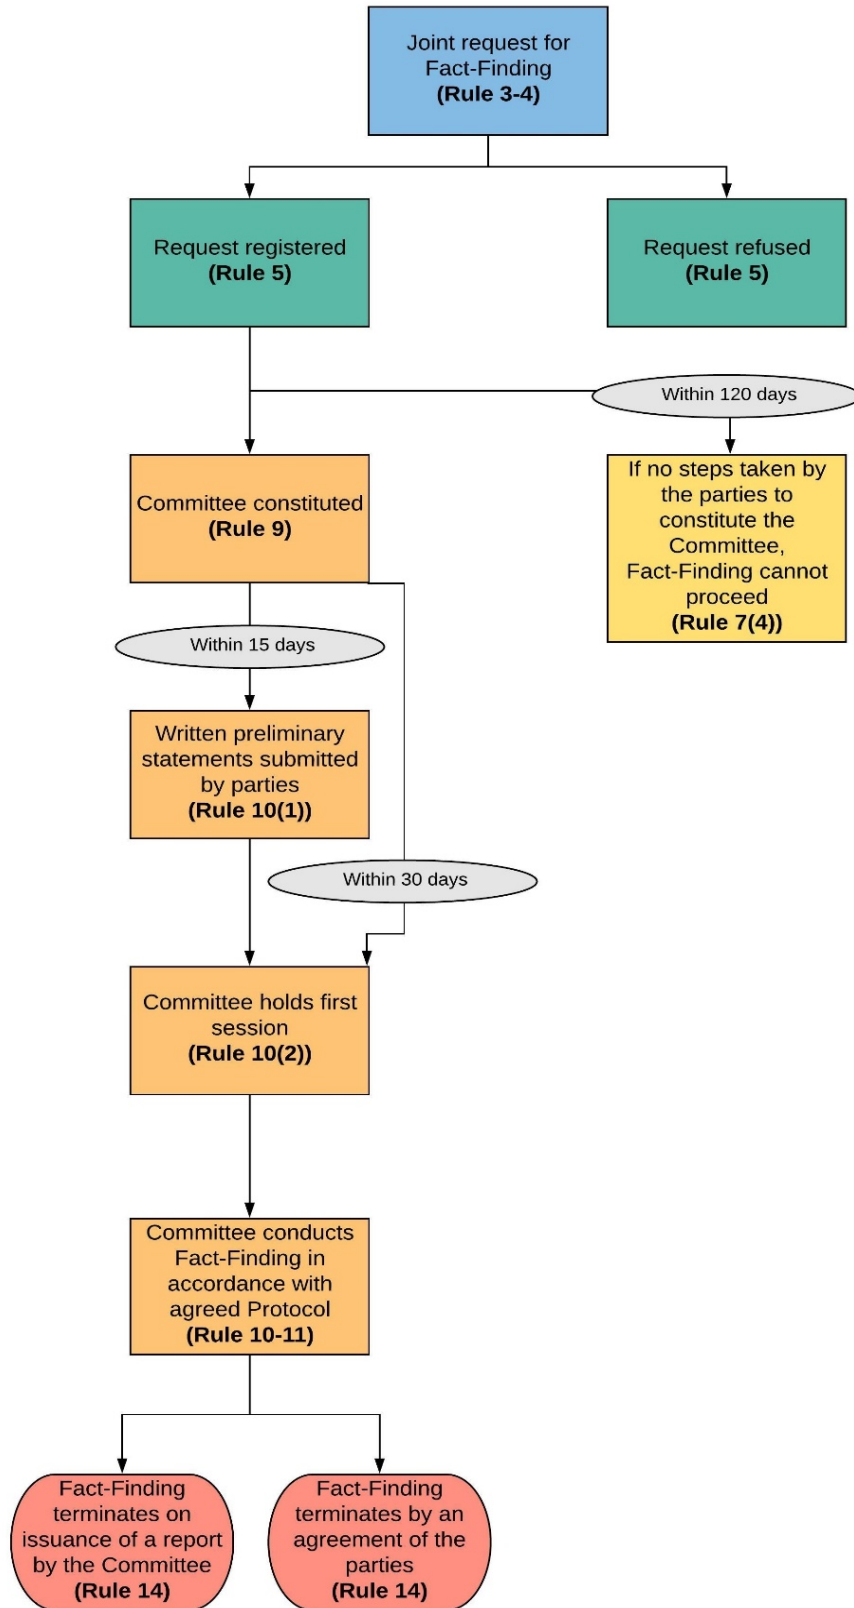 Joint request for
Fact-Finding
(Rule 3-4)
Request registered
(Rule 5)
Request refused
(Rule 5)
Within 120 days
Committee constituted
(Rule 9)
If no steps taken by
the parties to
constitute the
Committee,
Fact-Finding cannot
proceed
(Rule 7(4))
Within 15 days
Written preliminary
statements submitted
by parties
(Rule 10(1))
Within 30 days
Committee holds first
session
(Rule 10(2))
Committee conducts
Fact-Finding in
accordance with
agreed Protocol
(Rule 10-11)
Fact-Finding
terminates on
issuance of a report
by the Committee
(Rule 14)
Fact-Finding
terminates by an
agreement of the
parties
(Rule 14)